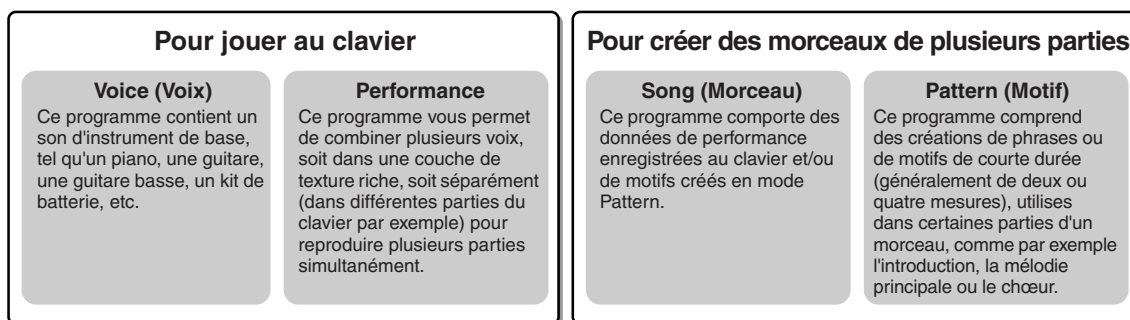 Pour jouer au clavier
Voice (Voix)
Ce programme contient un
son d'instrument de base,
tel qu'un piano, une guitare,
une guitare basse, un kit de
batterie, etc.
Performance
Ce programme vous permet
de combiner plusieurs voix,
soit dans une couche de
texture riche, soit séparément
(dans différentes parties du
clavier par exemple) pour
reproduire plusieurs parties
simultanément.
Pour créer des morceaux de plusieurs parties
Song (Morceau)
Ce programme comporte des
données de performance
enregistrées au clavier et/ou
de motifs créés en mode
Pattern.
Pattern (Motif)
Ce programme comprend
des créations de phrases ou
de motifs de courte durée
(généralement de deux ou
quatre mesures), utilises
dans certaines parties d'un
morceau, comme par exemple
l'introduction, la mélodie
principale ou le chœur.